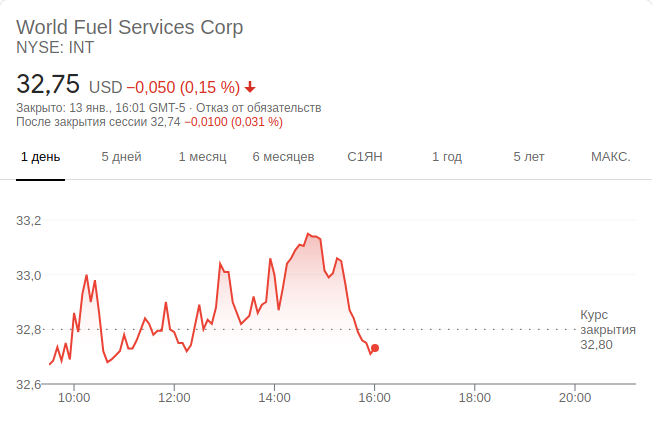 World Fuel Services Corp
NYSE: INT
32,75 USD −0,050 (0,15 %)
Закрыто: 13 янв., 16:01 GMT-5 · Отказ от обязательств
После закрытия сессии 32,74 −0,0100 (0,031 %)
1 день 5 дней 1 месяц 6 месяцев С1ЯН 1 год 5 лет МАКС.
33,2
33,0
32,8
32,6
Курс
закрытия
32,80
10:00 12:00 14:00 16:00 18:00 20:00